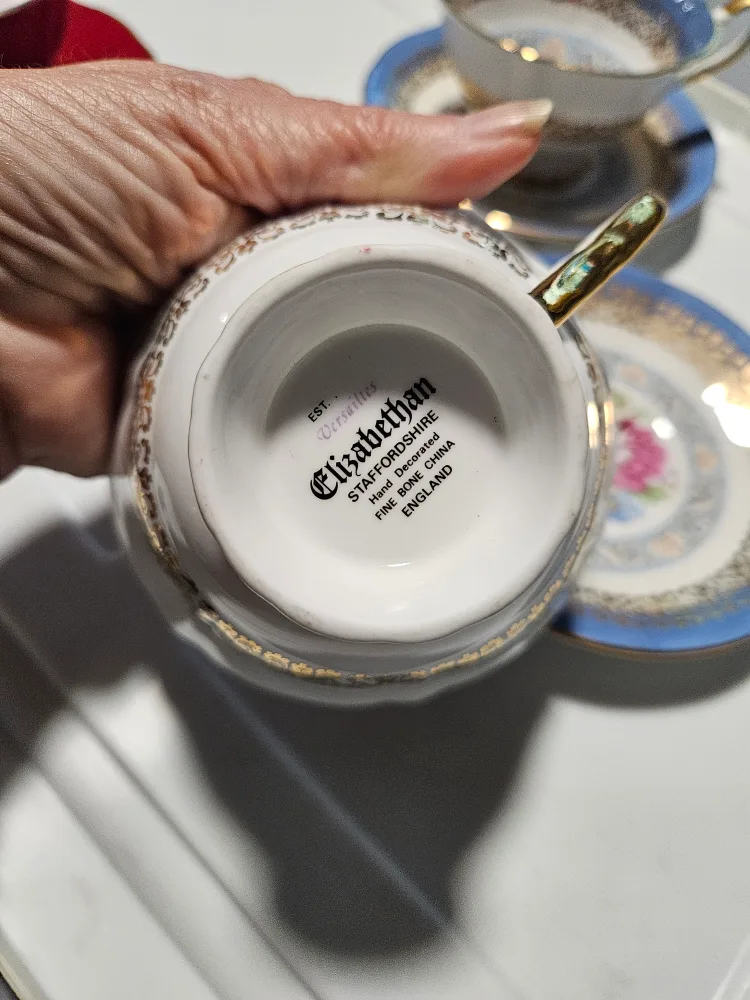 EST.
Versailles
Elizabethan
STAFFORDSHIRE
Hand Decorated
FINE BONE CHINA
ENGLAND